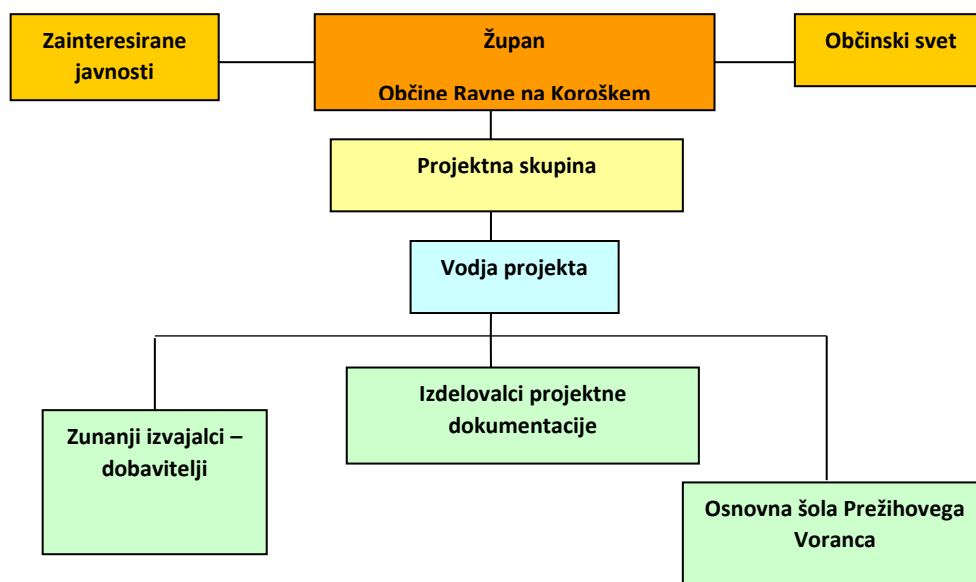 Zainteresirane
javnosti
Župan
Občine Ravne na Koroškem
Občinski svet
Projektna skupina
Vodja projekta
Zunanji izvajalci –
dobavitelji
Izdelovalci projektne
dokumentacije
Osnovna šola Prežihovega
Voranca